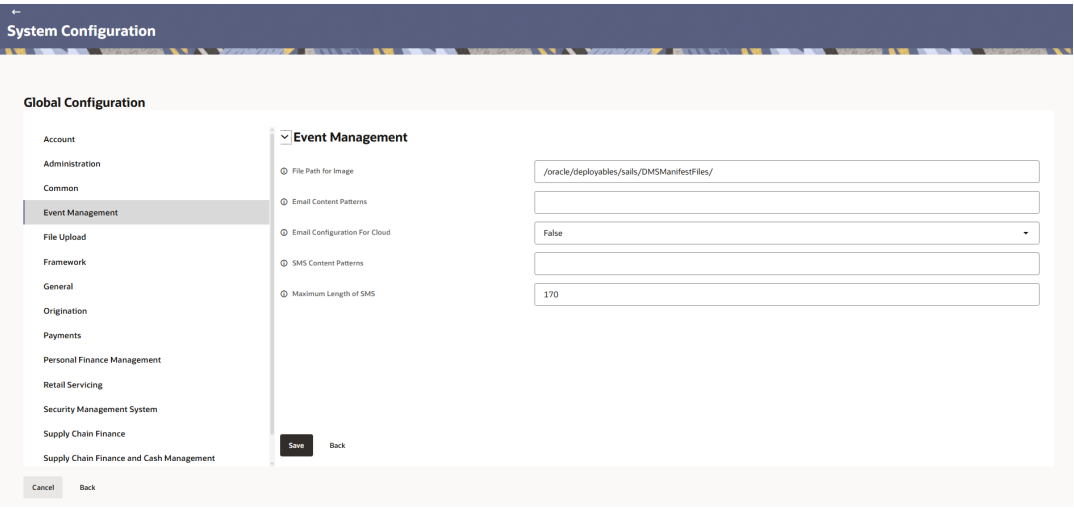 System Configuration
Global Configuration
Account
Administration
Common
Event Management
File Upload
Framework
General
Origination
Payments
Personal Finance Management
Retail Servicing
Security Management System
Supply Chain Finance
Supply Chain Finance and Cash Management
Event Management
File Path for Image
/oracle/deployables/sails/DMSManifestFiles/
Email Content Patterns
Email Configuration For Cloud
False
SMS Content Patterns
Maximum Length of SMS
170
Save Back
Cancel Back